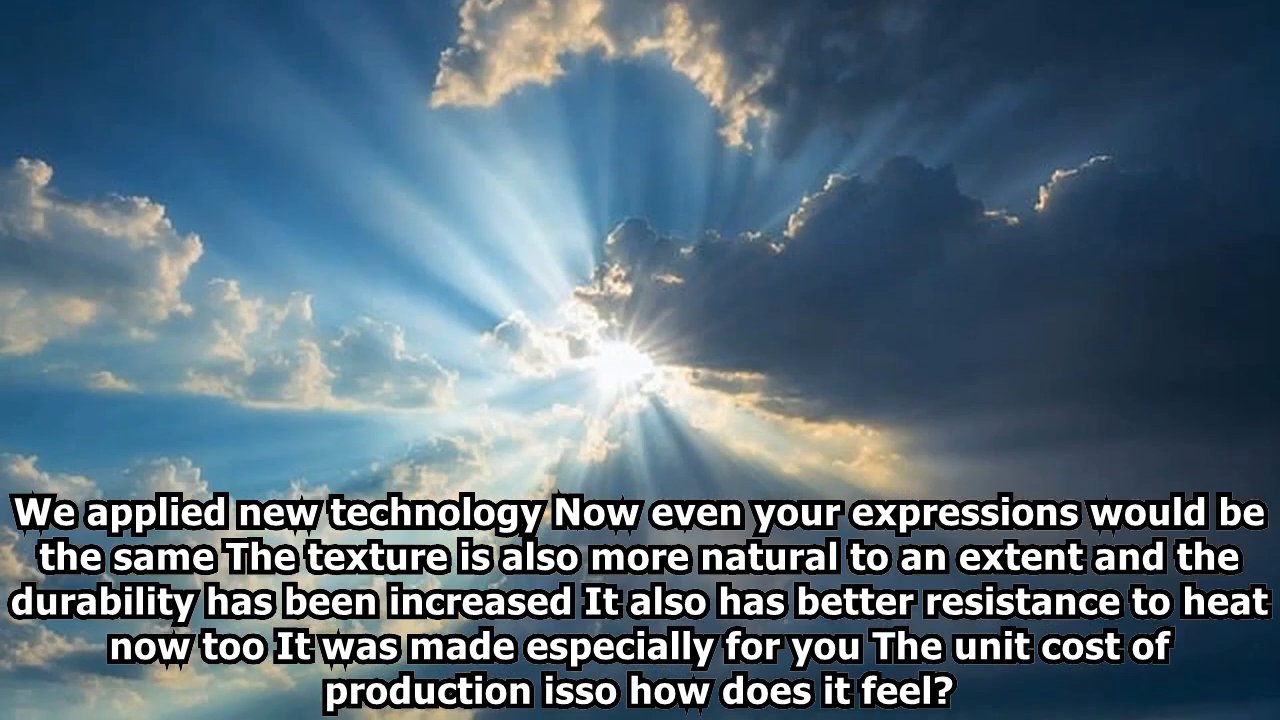 We applied new technology Now even your expressions would be
the same The texture is also more natural to an extent and the
durability has been increased It also has better resistance to heat
now too It was made especially for you The unit cost of
production isso how does it feel?